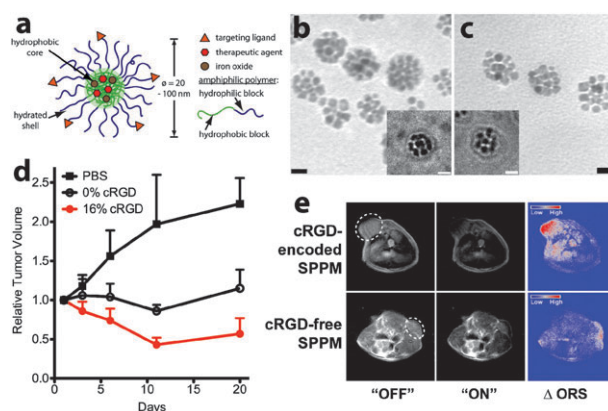 a
targeting ligand
hydrophobic core
therapeutic agent
iron oxide
ø = 20 - 100 nm
amphiphilic polymer:
hydrophilic block
hydrated shell
hydrophobic block
b
c
d
PBS
0% cRGD
16% cRGD
Relative Tumor Volume
2.5
2.0
1.5
1.0
0.5
0.0
0
5
10
15
20
Days
e
cRGD-
encoded
SPPM
Low High
cRGD-free
SPPM
Low High
"OFF"
"ON"
Δ ORS